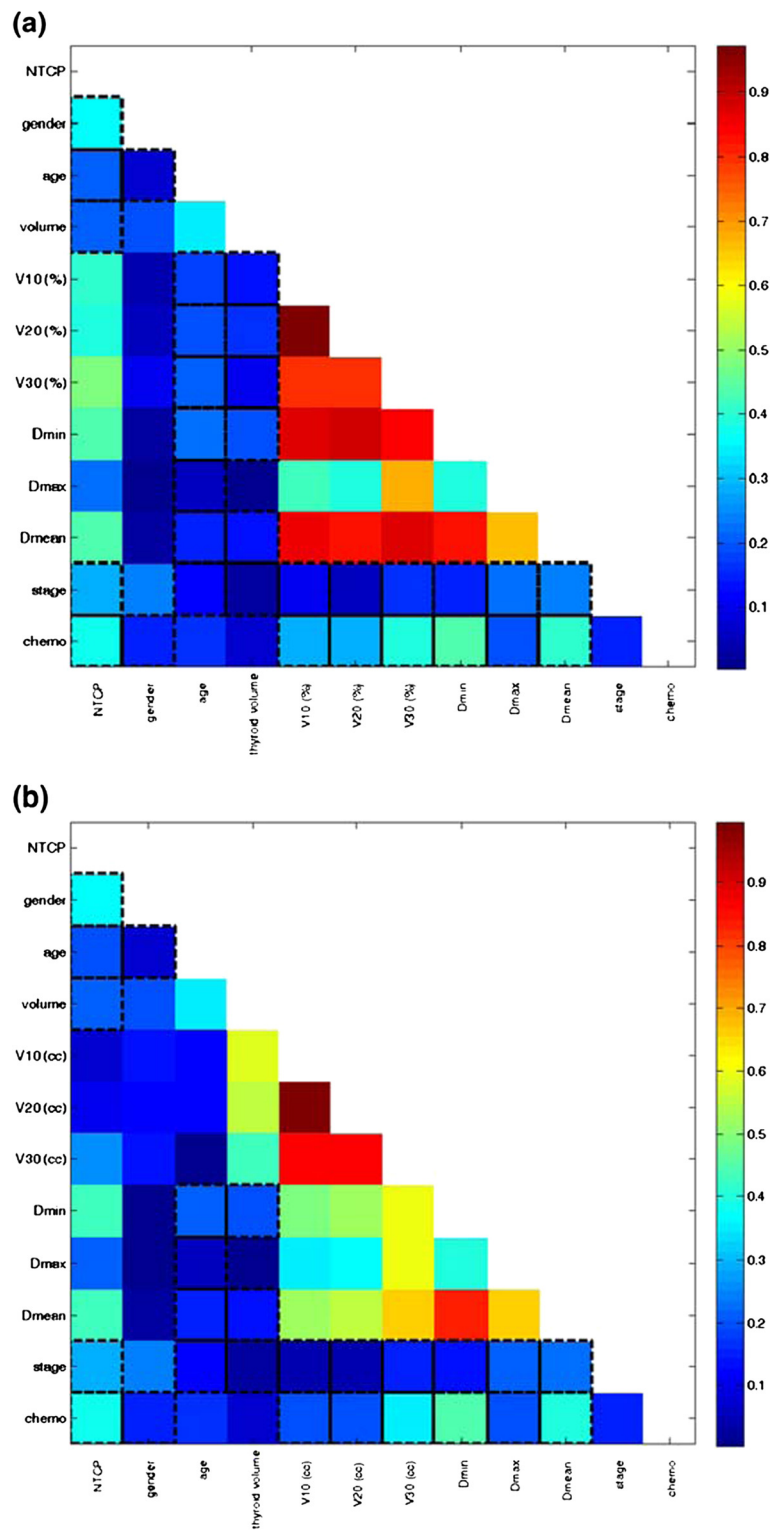 (a)
NTCP
gender
age
volume
V10 (%)
V20 (%)
V30 (%)
Dmin
Dmax
Dmean
stage
chemo
NTCP
gender
age
thyroid volume
V10 (%)
V20 (%)
V30 (%)
Dmin
Dmax
Dmean
stage
chemo
0.9
0.8
0.7
0.6
0.5
0.4
0.3
0.2
0.1
(b)
NTCP
gender
age
volume
V10 (cc)
V20 (cc)
V30 (cc)
Dmin
Dmax
Dmean
stage
chemo
NTCP
gender
age
thyroid volume
V10 (cc)
V20 (cc)
V30 (cc)
Dmin
Dmax
Dmean
stage
chemo
0.9
0.8
0.7
0.6
0.5
0.4
0.3
0.2
0.1